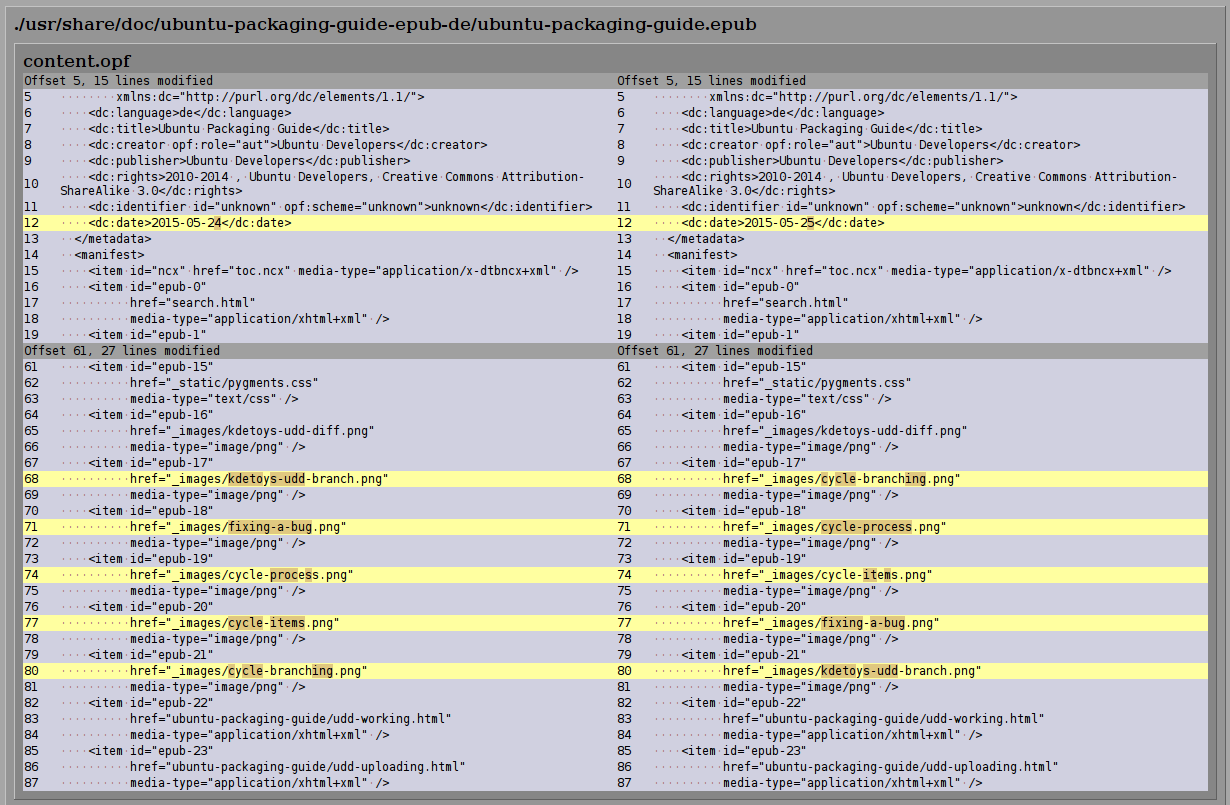 ./usr/share/doc/ubuntu-packaging-guide-epub-de/ubuntu-packaging-guide.epub
content.opf
Offset 5, 15 lines modified
5 ········xmlns:dc="http://purl.org/dc/elements/1.1/">
6 ····<dc:language>de</dc:language>
7 ····<dc:title>Ubuntu·Packaging·Guide</dc:title>
8 ····<dc:creator·opf:role="aut">Ubuntu·Developers</dc:creator>
9 ····<dc:publisher>Ubuntu·Developers</dc:publisher>
10 ····<dc:rights>2010-2014·,·Ubuntu·Developers,·Creative·Commons·Attribution-
ShareAlike·3.0</dc:rights>
11 ····<dc:identifier·id="unknown"·opf:scheme="unknown">unknown</dc:identifier>
12 ····<dc:date>2015-05-24</dc:date>
13 ··</metadata>
14 ··<manifest>
15 ····<item·id="ncx"·href="toc.ncx"·media-type="application/x-dtbncx+xml"·/>
16 ····<item·id="epub-0"
17 ··········href="search.html"
18 ··········media-type="application/xhtml+xml"·/>
19 ····<item·id="epub-1"
Offset 61, 27 lines modified
61 ····<item·id="epub-15"
62 ··········href="_static/pygments.css"
63 ··········media-type="text/css"·/>
64 ····<item·id="epub-16"
65 ··········href="_images/kdetoys-udd-diff.png"
66 ··········media-type="image/png"·/>
67 ····<item·id="epub-17"
68 ··········href="_images/kdetoys-udd-branch.png"
69 ··········media-type="image/png"·/>
70 ····<item·id="epub-18"
71 ··········href="_images/fixing-a-bug.png"
72 ··········media-type="image/png"·/>
73 ····<item·id="epub-19"
74 ··········href="_images/cycle-process.png"
75 ··········media-type="image/png"·/>
76 ····<item·id="epub-20"
77 ··········href="_images/cycle-items.png"
78 ··········media-type="image/png"·/>
79 ····<item·id="epub-21"
80 ··········href="_images/cycle-branching.png"
81 ··········media-type="image/png"·/>
82 ····<item·id="epub-22"
83 ··········href="ubuntu-packaging-guide/udd-working.html"
84 ··········media-type="application/xhtml+xml"·/>
85 ····<item·id="epub-23"
86 ··········href="ubuntu-packaging-guide/udd-uploading.html"
87 ··········media-type="application/xhtml+xml"·/>
Offset 5, 15 lines modified
5 ········xmlns:dc="http://purl.org/dc/elements/1.1/">
6 ····<dc:language>de</dc:language>
7 ····<dc:title>Ubuntu·Packaging·Guide</dc:title>
8 ····<dc:creator·opf:role="aut">Ubuntu·Developers</dc:creator>
9 ····<dc:publisher>Ubuntu·Developers</dc:publisher>
10 ····<dc:rights>2010-2014·,·Ubuntu·Developers,·Creative·Commons·Attribution-
ShareAlike·3.0</dc:rights>
11 ····<dc:identifier·id="unknown"·opf:scheme="unknown">unknown</dc:identifier>
12 ····<dc:date>2015-05-25</dc:date>
13 ··</metadata>
14 ··<manifest>
15 ····<item·id="ncx"·href="toc.ncx"·media-type="application/x-dtbncx+xml"·/>
16 ····<item·id="epub-0"
17 ··········href="search.html"
18 ··········media-type="application/xhtml+xml"·/>
19 ····<item·id="epub-1"
Offset 61, 27 lines modified
61 ····<item·id="epub-15"
62 ··········href="_static/pygments.css"
63 ··········media-type="text/css"·/>
64 ····<item·id="epub-16"
65 ··········href="_images/kdetoys-udd-diff.png"
66 ··········media-type="image/png"·/>
67 ····<item·id="epub-17"
68 ··········href="_images/cycle-branching.png"
69 ··········media-type="image/png"·/>
70 ····<item·id="epub-18"
71 ··········href="_images/cycle-process.png"
72 ··········media-type="image/png"·/>
73 ····<item·id="epub-19"
74 ··········href="_images/cycle-items.png"
75 ··········media-type="image/png"·/>
76 ····<item·id="epub-20"
77 ··········href="_images/fixing-a-bug.png"
78 ··········media-type="image/png"·/>
79 ····<item·id="epub-21"
80 ··········href="_images/kdetoys-udd-branch.png"
81 ··········media-type="image/png"·/>
82 ····<item·id="epub-22"
83 ··········href="ubuntu-packaging-guide/udd-working.html"
84 ··········media-type="application/xhtml+xml"·/>
85 ····<item·id="epub-23"
86 ··········href="ubuntu-packaging-guide/udd-uploading.html"
87 ··········media-type="application/xhtml+xml"·/>